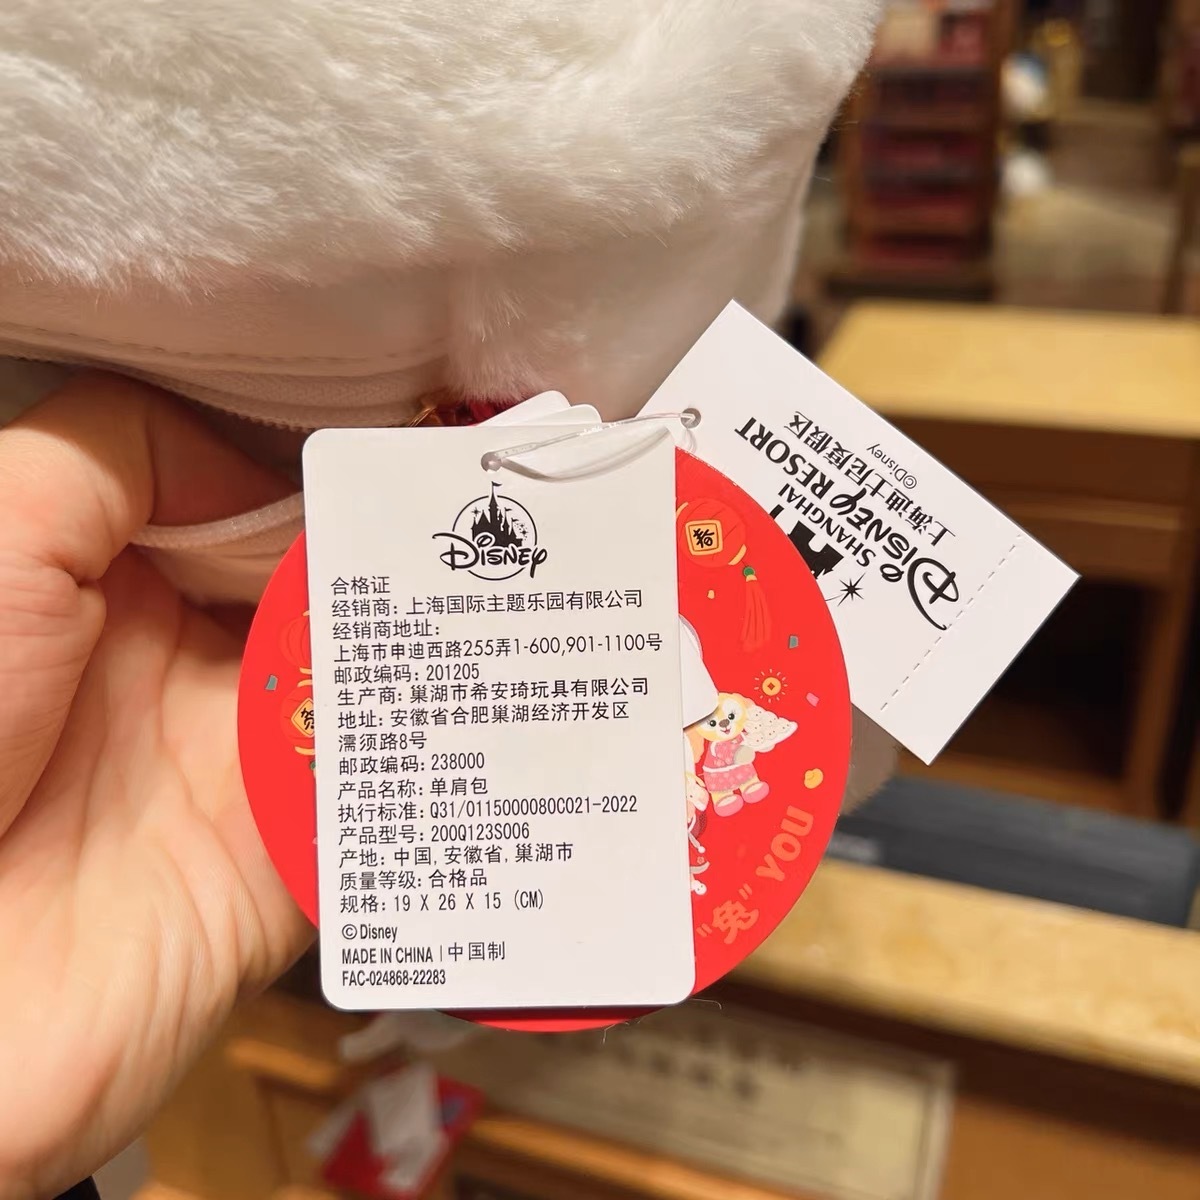 Disney
合格证
经销商: 上海国际主题乐园有限公司
经销商地址:
上海市申迪西路255弄1-600,901-1100号
邮政编码: 201205
生产商: 巢湖市希安琦玩具有限公司
地址: 安徽省合肥巢湖经济开发区
濡须路8号
邮政编码: 238000
产品名称: 单肩包
执行标准: Q31/0115000080C021-2022
产品型号: 200Q123S006
产地: 中国, 安徽省, 巢湖市
质量等级: 合格品
规格: 19 X 26 X 15 (CM)
©Disney
MADE IN CHINA | 中国制
FAC-024868-22283
SHANGHAI
DISNEY RESORT
上海迪士尼度假区
©Disney
Disney
春
"兔" YOU